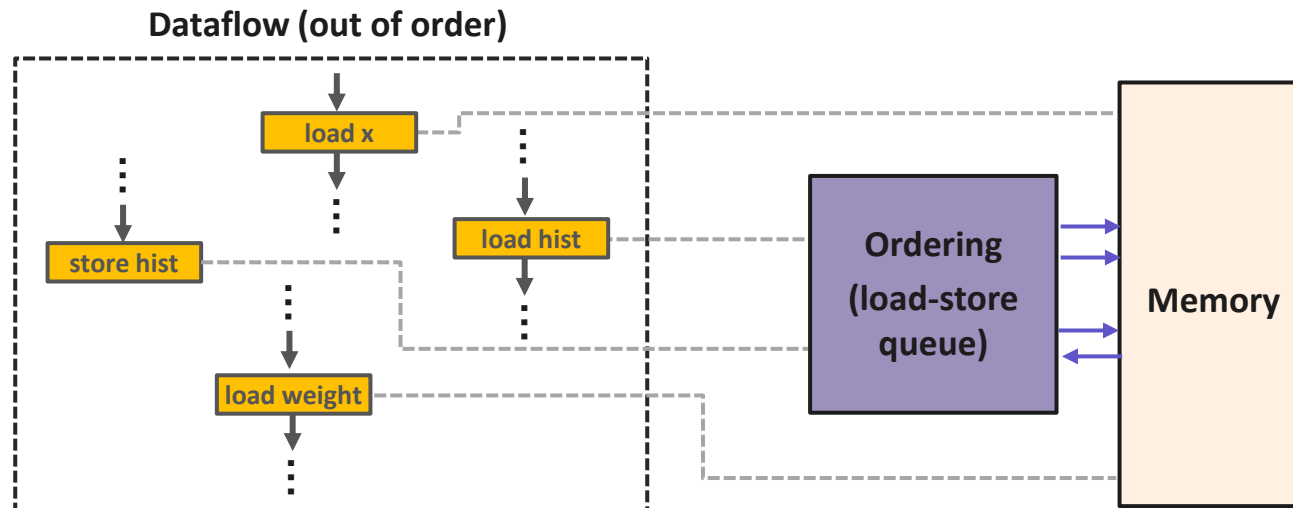 Dataflow (out of order)
load x
load hist
store hist
load weight
Ordering
(load-store
queue)
Memory